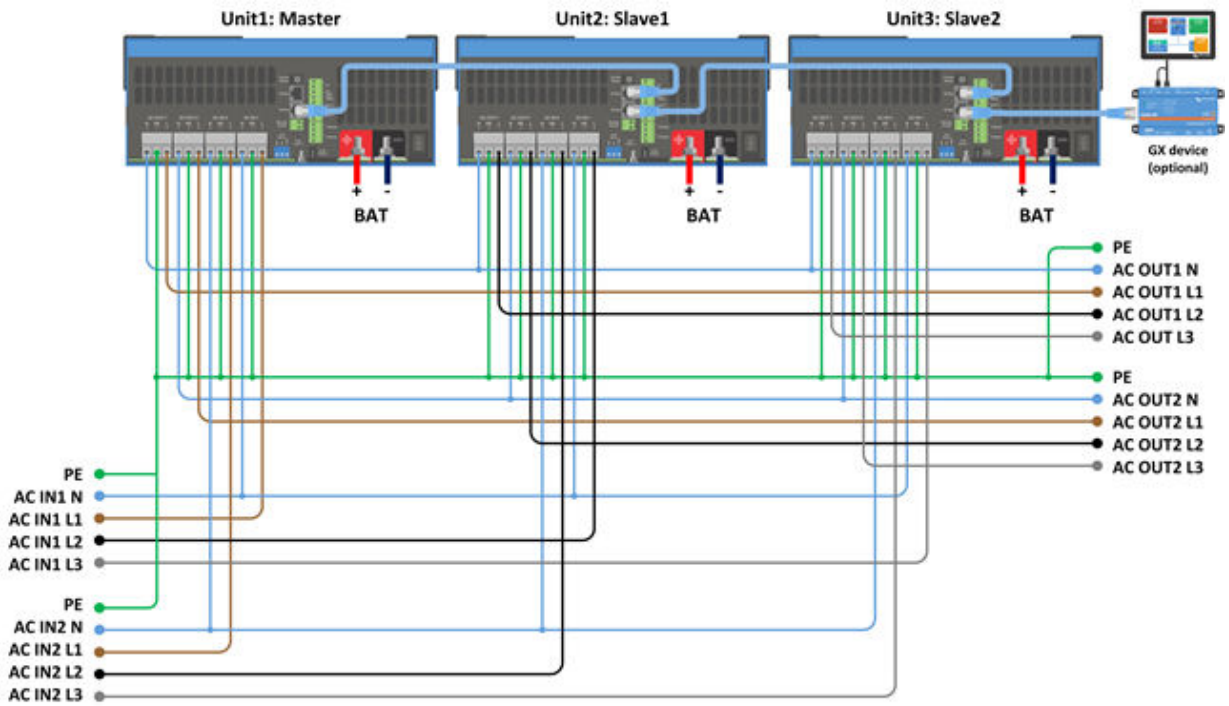 Unit1: Master
Unit2: Slave1
Unit3: Slave2
GX device
(optional)
+
-
BAT
+
-
BAT
+
-
BAT
PE
AC OUT1 N
AC OUT1 L1
AC OUT1 L2
AC OUT L3
PE
AC OUT2 N
AC OUT2 L1
AC OUT2 L2
AC OUT2 L3
PE
AC IN1 N
AC IN1 L1
AC IN1 L2
AC IN1 L3
PE
AC IN2 N
AC IN2 L1
AC IN2 L2
AC IN2 L3